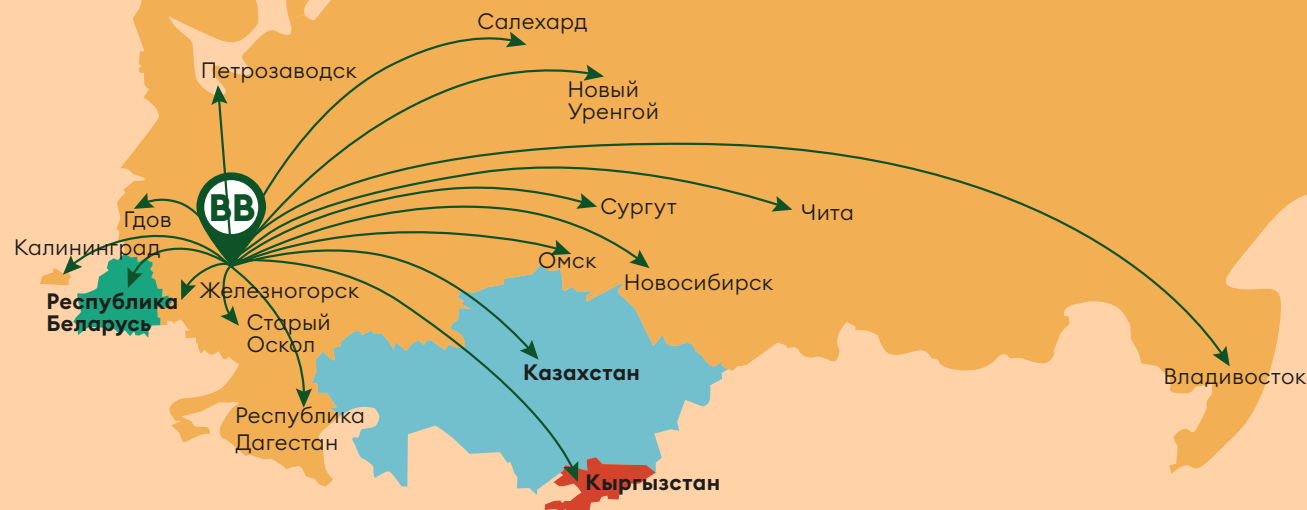 Салехард
Петрозаводск
Новый
Уренгой
ВВ
Сургут
Чита
Гдов
Калининград
Омск
Новосибирск
Железногорск
Республика
Беларусь
Старый
Оскол
Казахстан
Владивосток
Республика
Дагестан
Кыргызстан